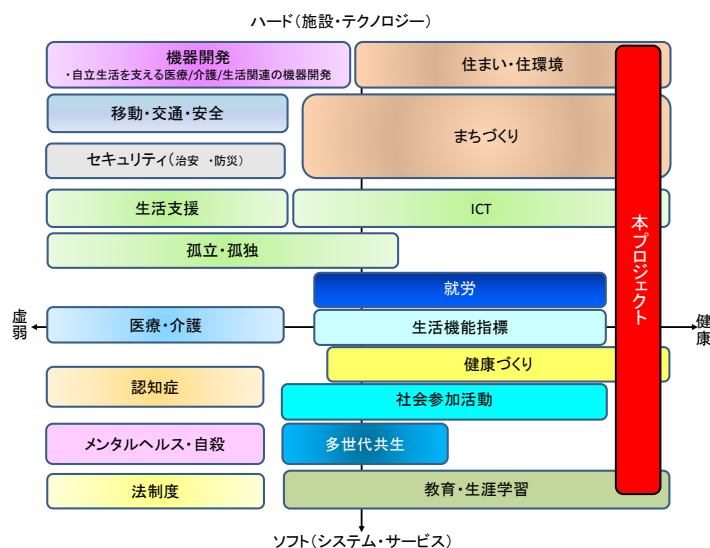 ハード(施設・テクノロジー)
機器開発
・自立生活を支える医療/介護/生活関連の機器開発
住まい・住環境
移動・交通・安全
まちづくり
セキュリティ(治安 ・防災)
生活支援
ICT
孤立・孤独
本プロジェクト
就労
虚弱
医療・介護
生活機能指標
健康
健康づくり
認知症
社会参加活動
メンタルヘルス・自殺
多世代共生
法制度
教育・生涯学習
ソフト(システム・サービス)